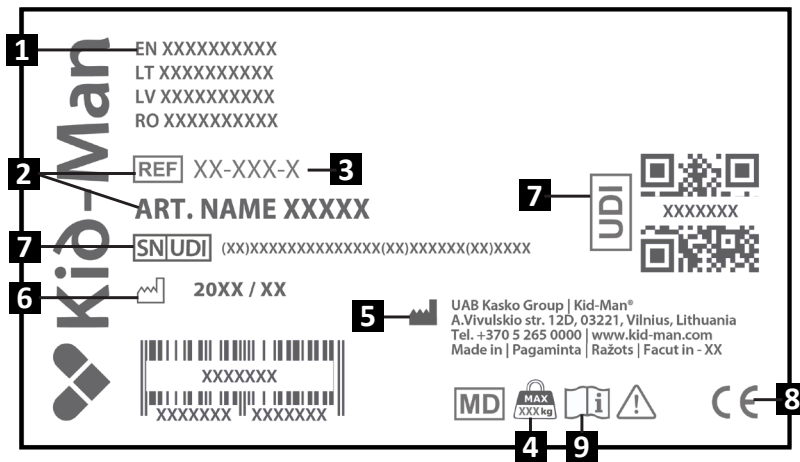 1
EN XXXXXXXXXX
LT XXXXXXXXXX
LV XXXXXXXXXX
RO XXXXXXXXXX
Kid-Man
2
REF XX-XXX-X
3
ART. NAME XXXXX
7
SN UDI (XX)XXXXXXXXXXXXXX(XX)XXXXXX(XX)XXXX
7
UDI
XXXXXXX
6
20XX / XX
5
UAB Kasko Group | Kid-Man®
A.Vivulskio str. 12D, 03221, Vilnius, Lithuania
Tel. +370 5 265 0000 | www.kid-man.com
Made in | Pagaminta | Ražots | Facut in - XX
XXXXXXX
XXXXXXX XXXXXXX
MD
MAX
XXX kg
i
CE
8
4
9